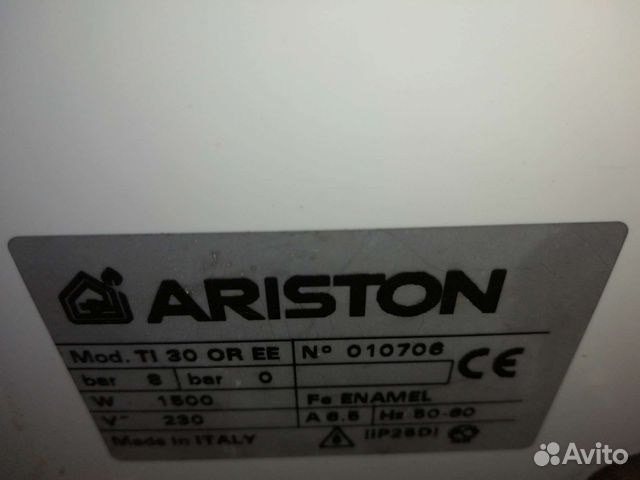 ARISTON
Mod. TI 30 OR EE Nº 010706
bar 8 bar 0 CE
W 1500 Fe ENAMEL
V~ 230 A 6.5 Hz 50-60
Made in ITALY
Avito